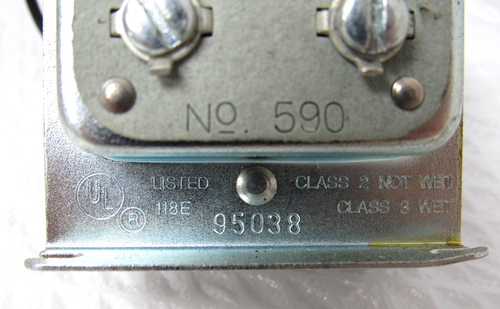 No. 590
UL ® LISTED CLASS 2 NOT WET
118E CLASS 3 WET
95038